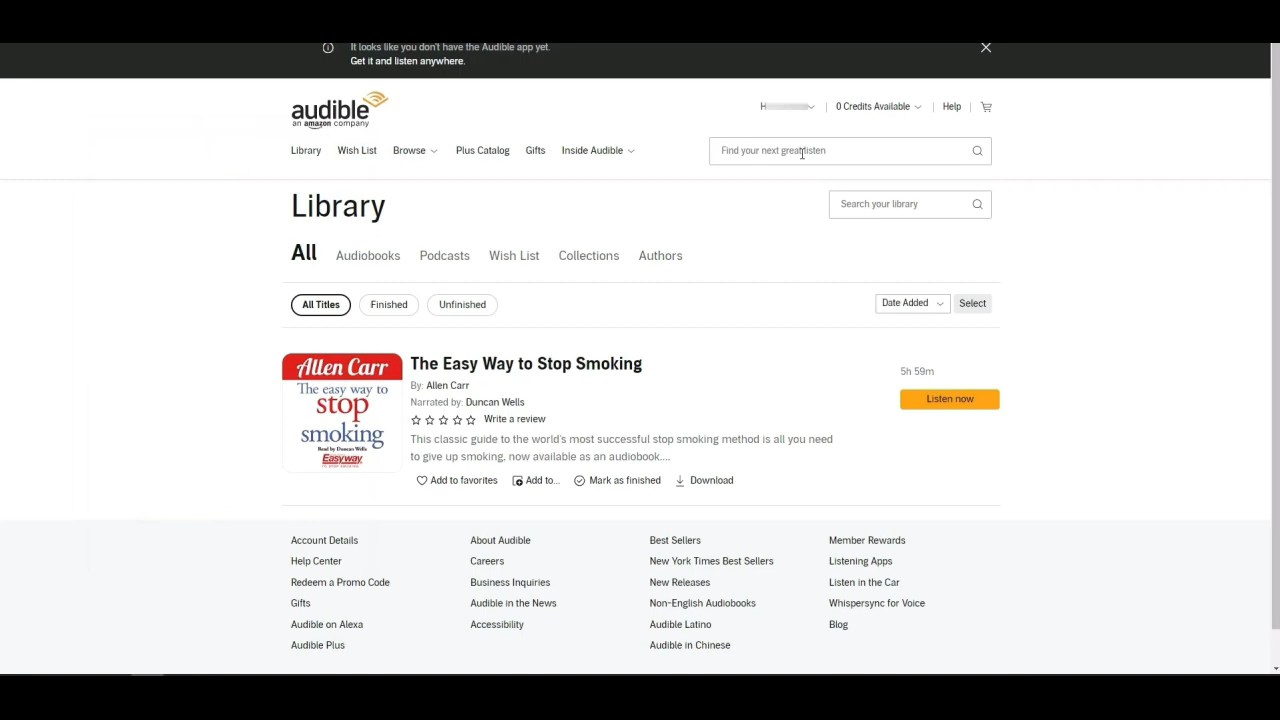 It looks like you don't have the Audible app yet.
Get it and listen anywhere.
audible
an amazon company
H
0 Credits Available
Help
Library
Wish List
Browse
Plus Catalog
Gifts
Inside Audible
Find your next great listen
Library
Search your library
All
Audiobooks
Podcasts
Wish List
Collections
Authors
All Titles
Finished
Unfinished
Date Added
Select
Allen Carr
The easy way to
stop
smoking
Read by Duncan Wells
Easyway
TO STOP SMOKING
The Easy Way to Stop Smoking
By: Allen Carr
Narrated by: Duncan Wells
Write a review
This classic guide to the world's most successful stop smoking method is all you need
to give up smoking, now available as an audiobook....
Add to favorites
Add to...
Mark as finished
Download
5h 59m
Listen now
Account Details
Help Center
Redeem a Promo Code
Gifts
Audible on Alexa
Audible Plus
About Audible
Careers
Business Inquiries
Audible in the News
Accessibility
Best Sellers
New York Times Best Sellers
New Releases
Non-English Audiobooks
Audible Latino
Audible in Chinese
Member Rewards
Listening Apps
Listen in the Car
Whispersync for Voice
Blog